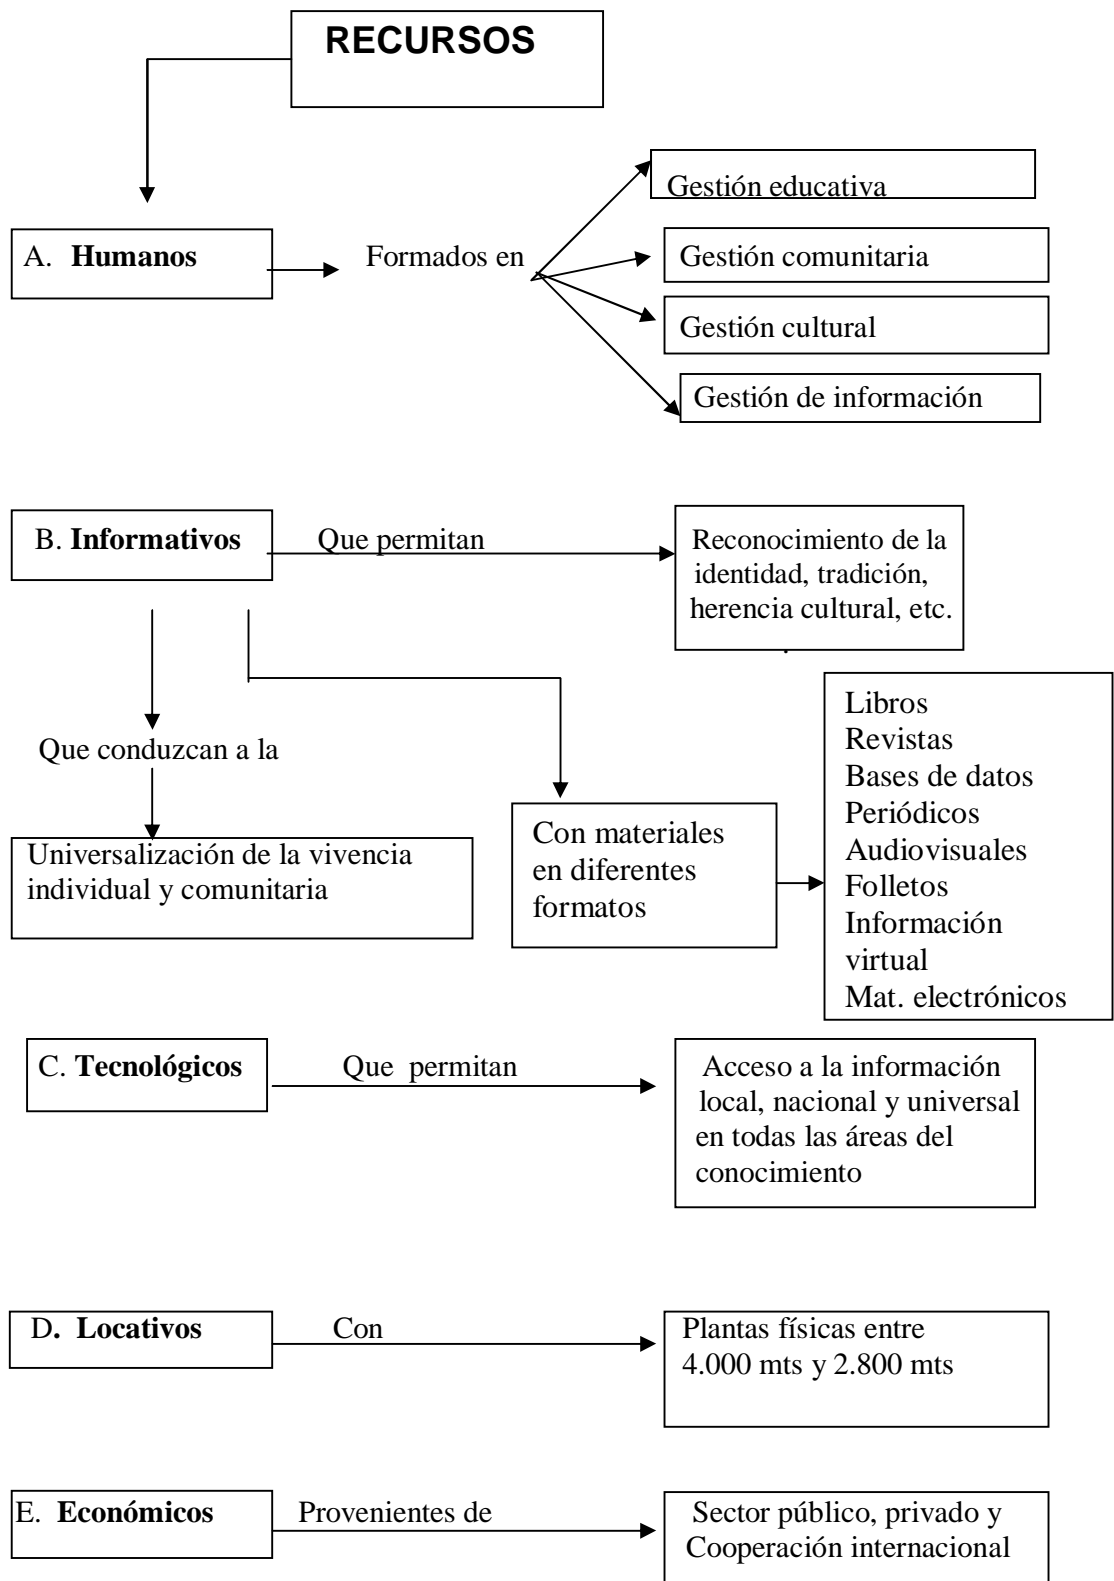 RECURSOS
Gestión educativa
A. Humanos
Formados en
Gestión comunitaria
Gestión cultural
Gestión de información
B. Informativos
Que permitan
Reconocimiento de la
identidad, tradición,
herencia cultural, etc.
.
Que conduzcan a la
Universalización de la vivencia
individual y comunitaria
Con materiales
en diferentes
formatos
Libros
Revistas
Bases de datos
Periódicos
Audiovisuales
Folletos
Información
virtual
Mat. electrónicos
C. Tecnológicos
Que permitan
Acceso a la información
local, nacional y universal
en todas las áreas del
conocimiento
D. Locativos
Con
Plantas físicas entre
4.000 mts y 2.800 mts
E. Económicos
Provenientes de
Sector público, privado y
Cooperación internacional